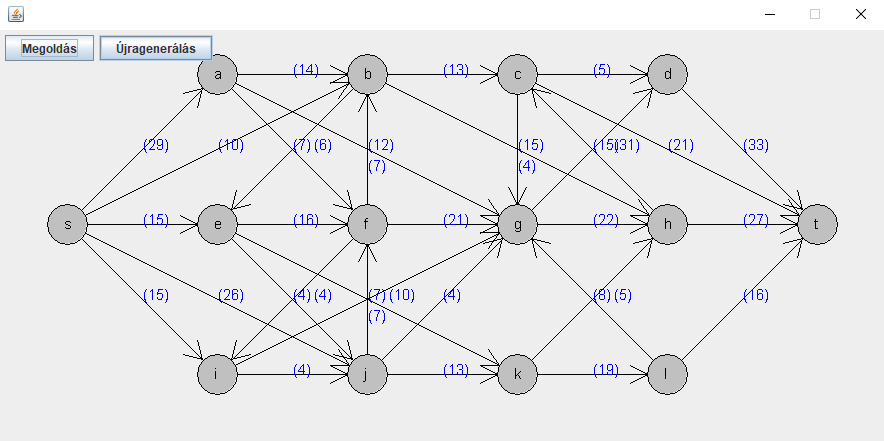 Megoldás Újragenerálás
a (14) b (13) c (5) d
(29) (10) (7) (6) (12) (15) (15) (31) (21) (33)
(7) (4)
s (15) e (16) f (21) g (22) h (27) t
(15) (26) (4) (4) (7) (10) (4) (8) (5) (16)
(7)
i (4) j (13) k (19) l